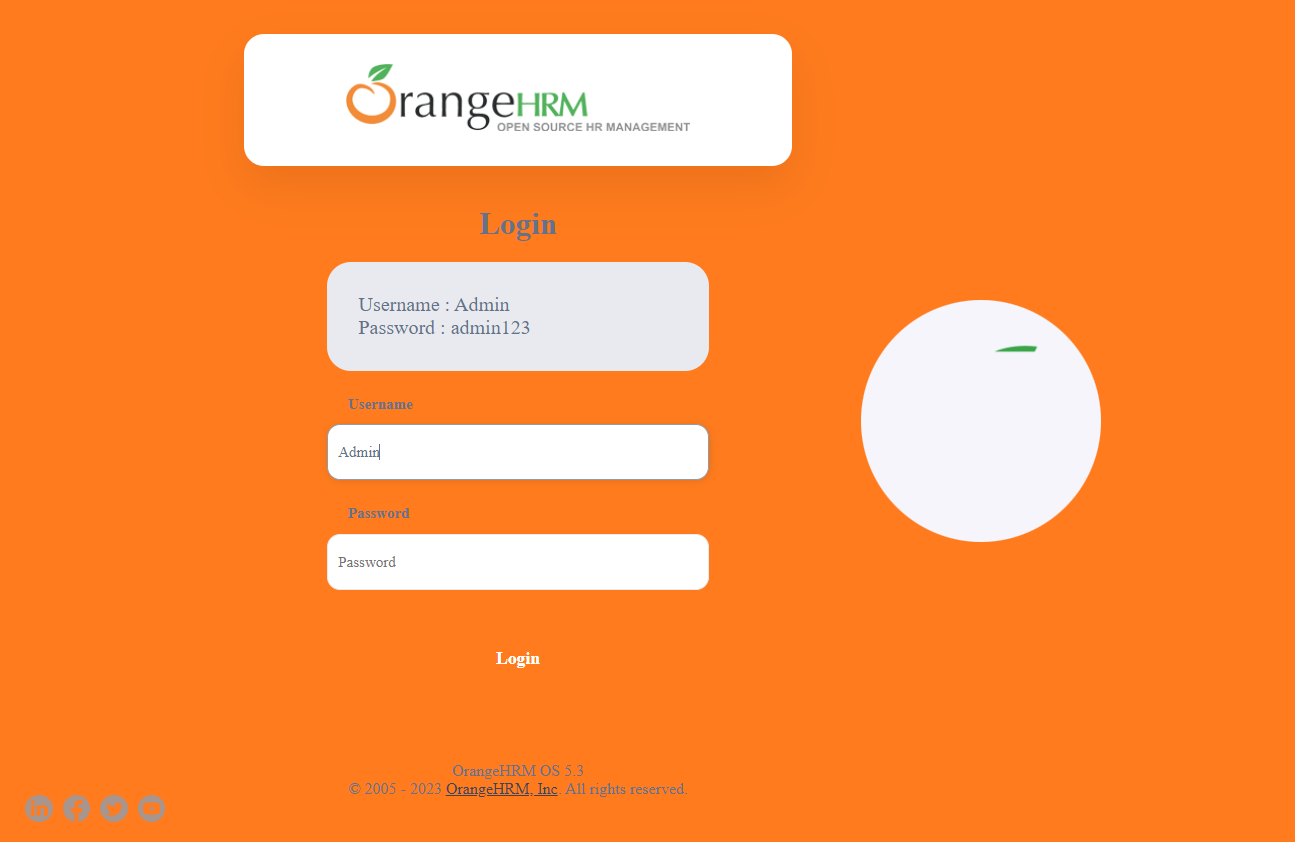 OrangeHRM
OPEN SOURCE HR MANAGEMENT
Login
Username : Admin
Password : admin123
Username
Admin
Password
Password
Login
OrangeHRM OS 5.3
© 2005 - 2023 OrangeHRM, Inc. All rights reserved.